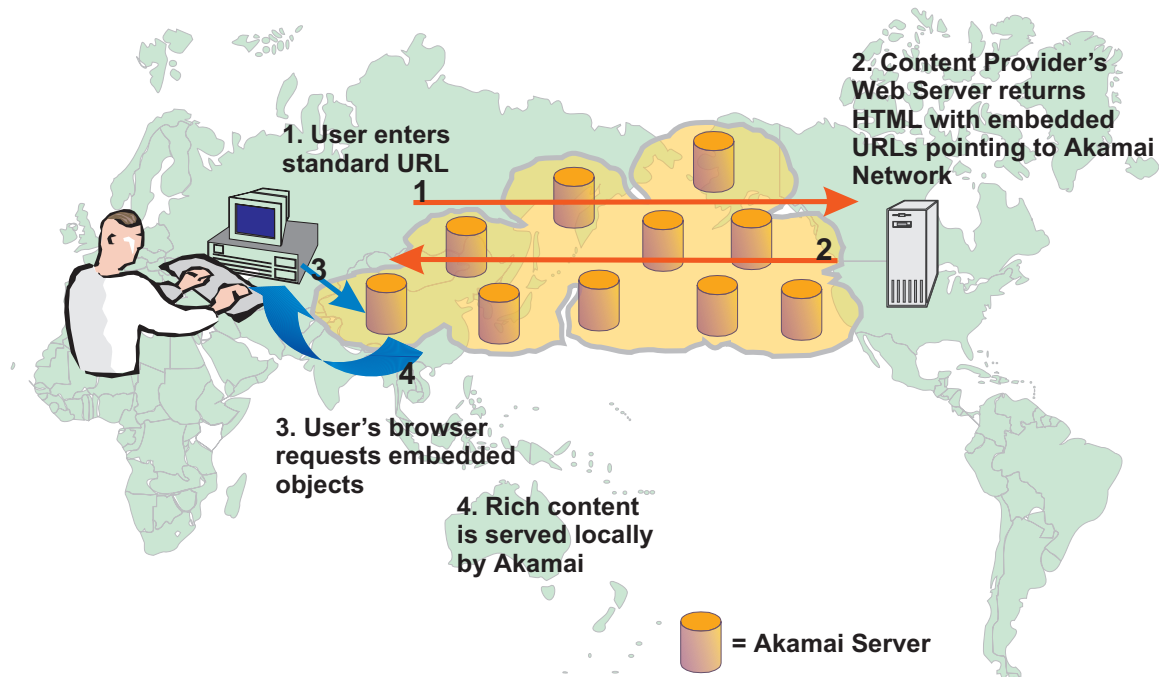 1. User enters
standard URL
1
2. Content Provider's
Web Server returns
HTML with embedded
URLs pointing to Akamai
Network
2
3
4
3. User's browser
requests embedded
objects
4. Rich content
is served locally
by Akamai
= Akamai Server